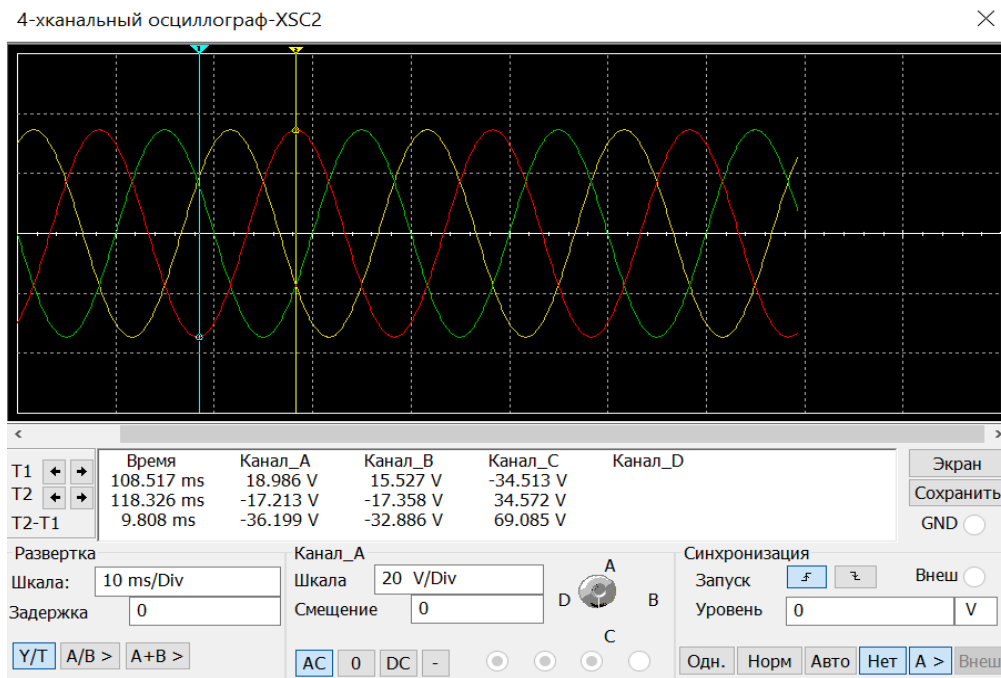 4-хканальный осциллограф-XSC2
1 2
T1 Время Канал_A Канал_B Канал_C Канал_D Экран
108.517 ms 18.986 V 15.527 V -34.513 V
T2 118.326 ms -17.213 V -17.358 V 34.572 V Сохранить
T2-T1 9.808 ms -36.199 V -32.886 V 69.085 V GND
Развертка Канал_A Синхронизация
Шкала: 10 ms/Div Шкала 20 V/Div A Запуск Внеш
Задержка 0 Смещение 0 D B Уровень 0 V
C
Y/T A/B > A+B > AC 0 DC - Одн. Норм Авто Нет A > Внеш